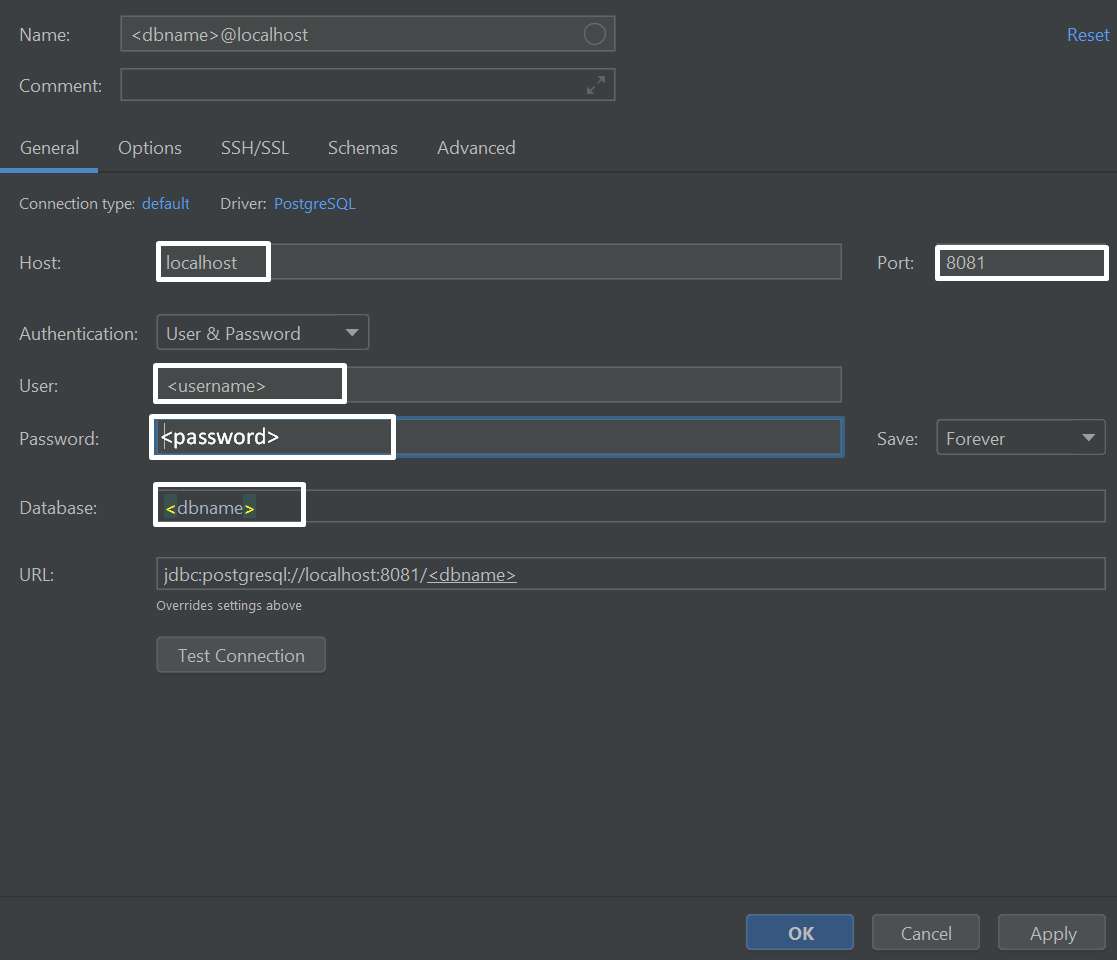 Name: <dbname>@localhost Reset
Comment:
General Options SSH/SSL Schemas Advanced
Connection type: default Driver: PostgreSQL
Host: localhost Port: 8081
Authentication: User & Password
User: <username>
Password: <password> Save: Forever
Database: <dbname>
URL: jdbc:postgresql://localhost:8081/<dbname>
Overrides settings above
Test Connection
OK Cancel Apply